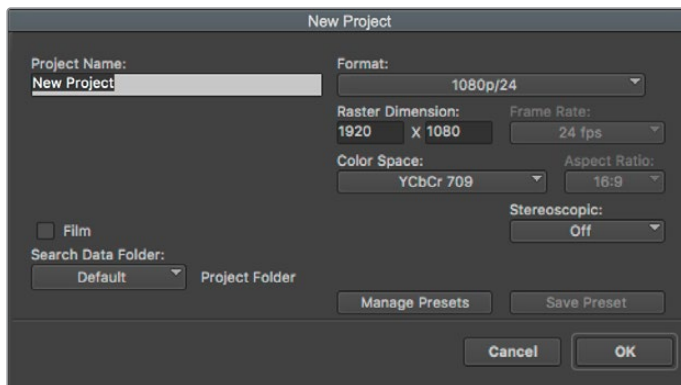 New Project
Project Name:
New Project
Format:
1080p/24
Raster Dimension:
1920 X 1080
Frame Rate:
24 fps
Color Space:
YCbCr 709
Aspect Ratio:
16:9
Stereoscopic:
Off
Film
Search Data Folder:
Default
Project Folder
Manage Presets
Save Preset
Cancel
OK